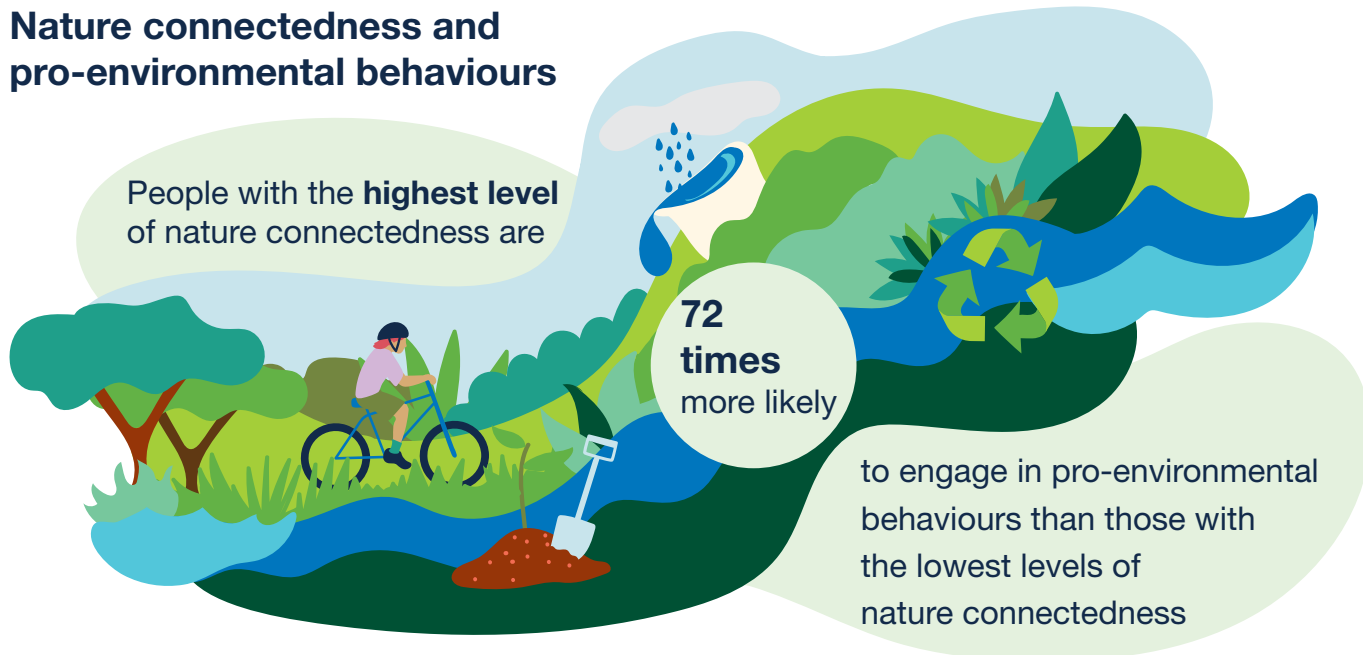 Nature connectedness and
pro-environmental behaviours
People with the highest level
of nature connectedness are
72
times
more likely
to engage in pro-environmental
behaviours than those with
the lowest levels of
nature connectedness